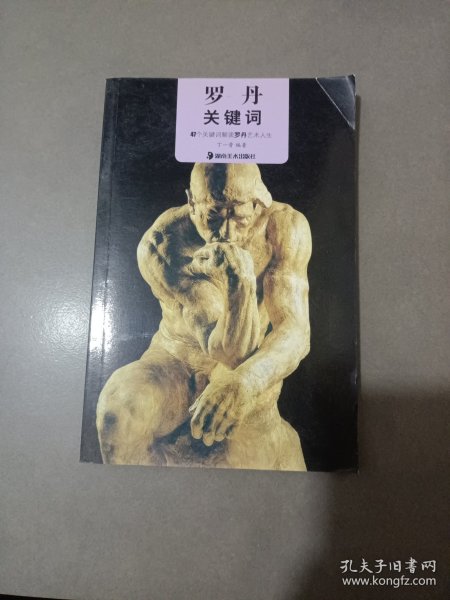 罗丹
关键词
47个关键词解读罗丹艺术人生
丁一 编著
湖南美术出版社
孔夫子旧书网
www.kongfz.com